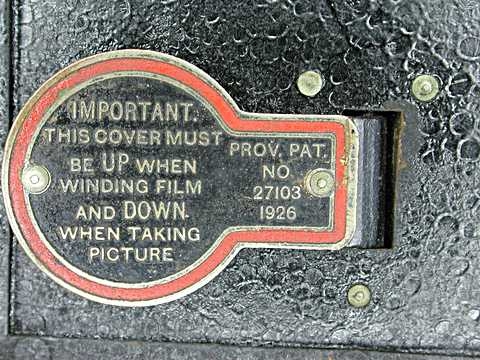 IMPORTANT.
THIS COVER MUST
BE UP WHEN
WINDING FILM
AND DOWN
WHEN TAKING
PICTURE
PROV. PAT.
NO.
27103
1926